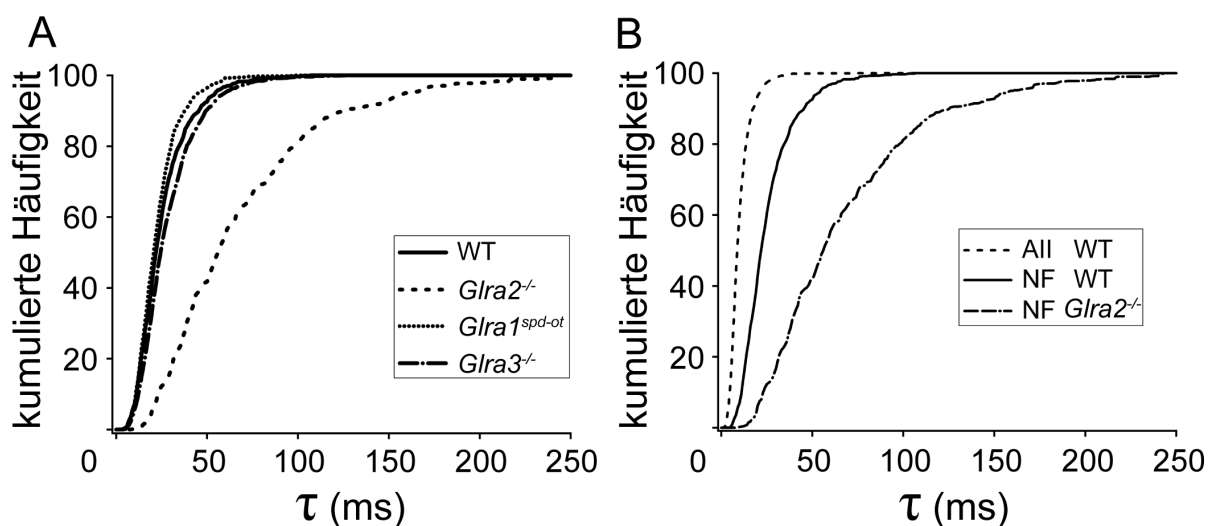 A
kumulierte Häufigkeit
100
80
60
40
20
0
50
100
150
200
250
τ (ms)
WT
Glra2-/-
Glra1spd-ot
Glra3-/-
B
kumulierte Häufigkeit
100
80
60
40
20
0
50
100
150
200
250
τ (ms)
AII WT
NF WT
NF Glra2-/-